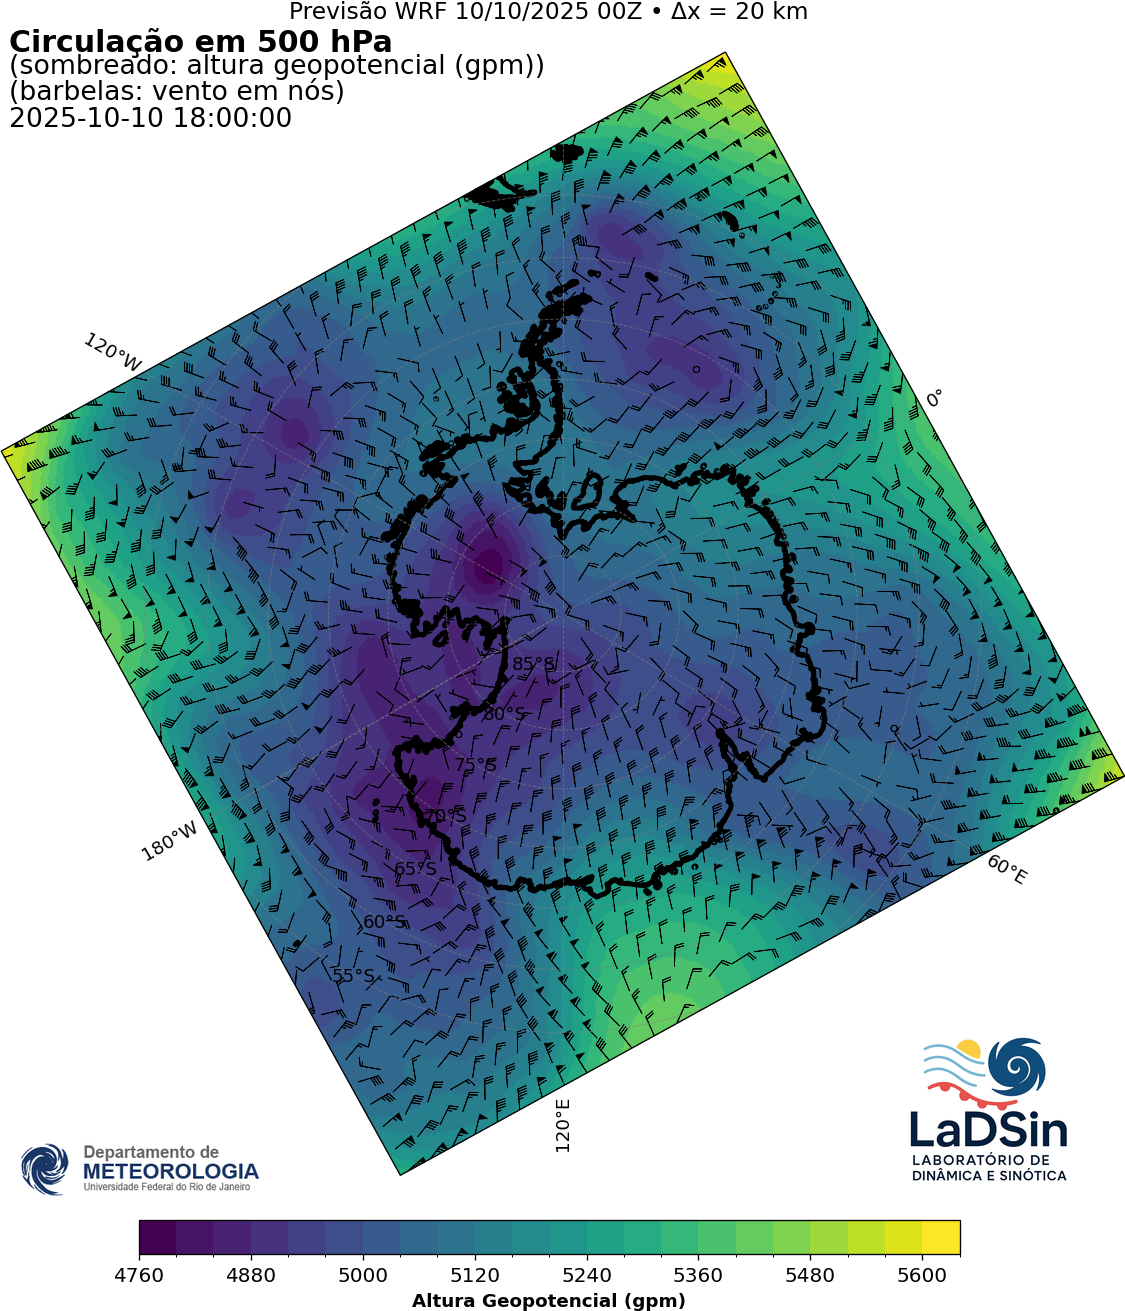 Previsão WRF 10/10/2025 00Z • Δx = 20 km
Circulação em 500 hPa
(sombreado: altura geopotencial (gpm))
(barbelas: vento em nós)
2025-10-10 18:00:00
120°W
0°
85°S
80°S
75°S
70°S
180°W
65°S
60°E
60°S
55°S
120°E
LaDSin
LABORATÓRIO DE
DINÂMICA E SINÓTICA
Departamento de
METEOROLOGIA
Universidade Federal do Rio de Janeiro
4760 4880 5000 5120 5240 5360 5480 5600
Altura Geopotencial (gpm)